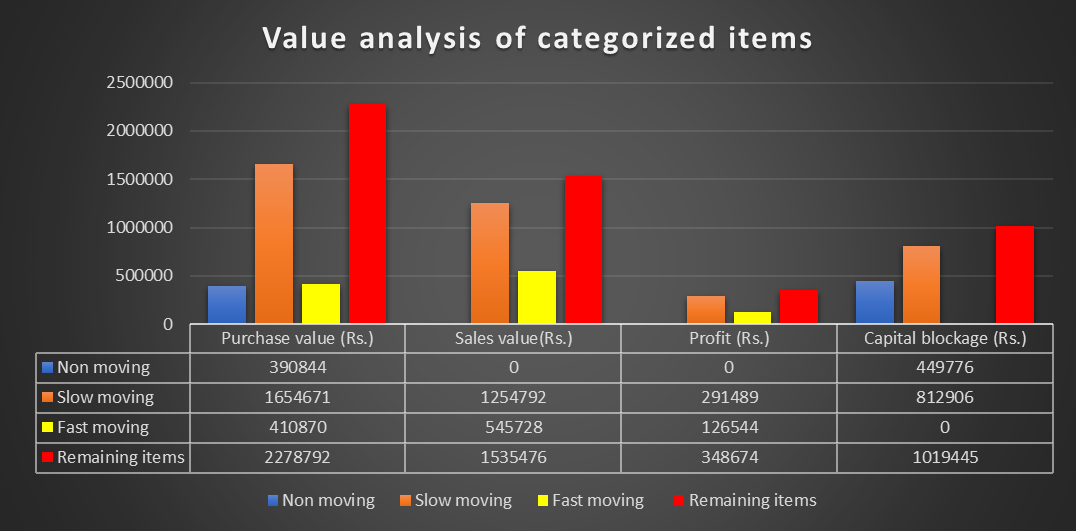 Value analysis of categorized items
2500000
2000000
1500000
1000000
500000
0
Purchase value (Rs.) Sales value(Rs.) Profit (Rs.) Capital blockage (Rs.)
Non moving 390844 0 0 449776
Slow moving 1654671 1254792 291489 812906
Fast moving 410870 545728 126544 0
Remaining items 2278792 1535476 348674 1019445
Non moving Slow moving Fast moving Remaining items